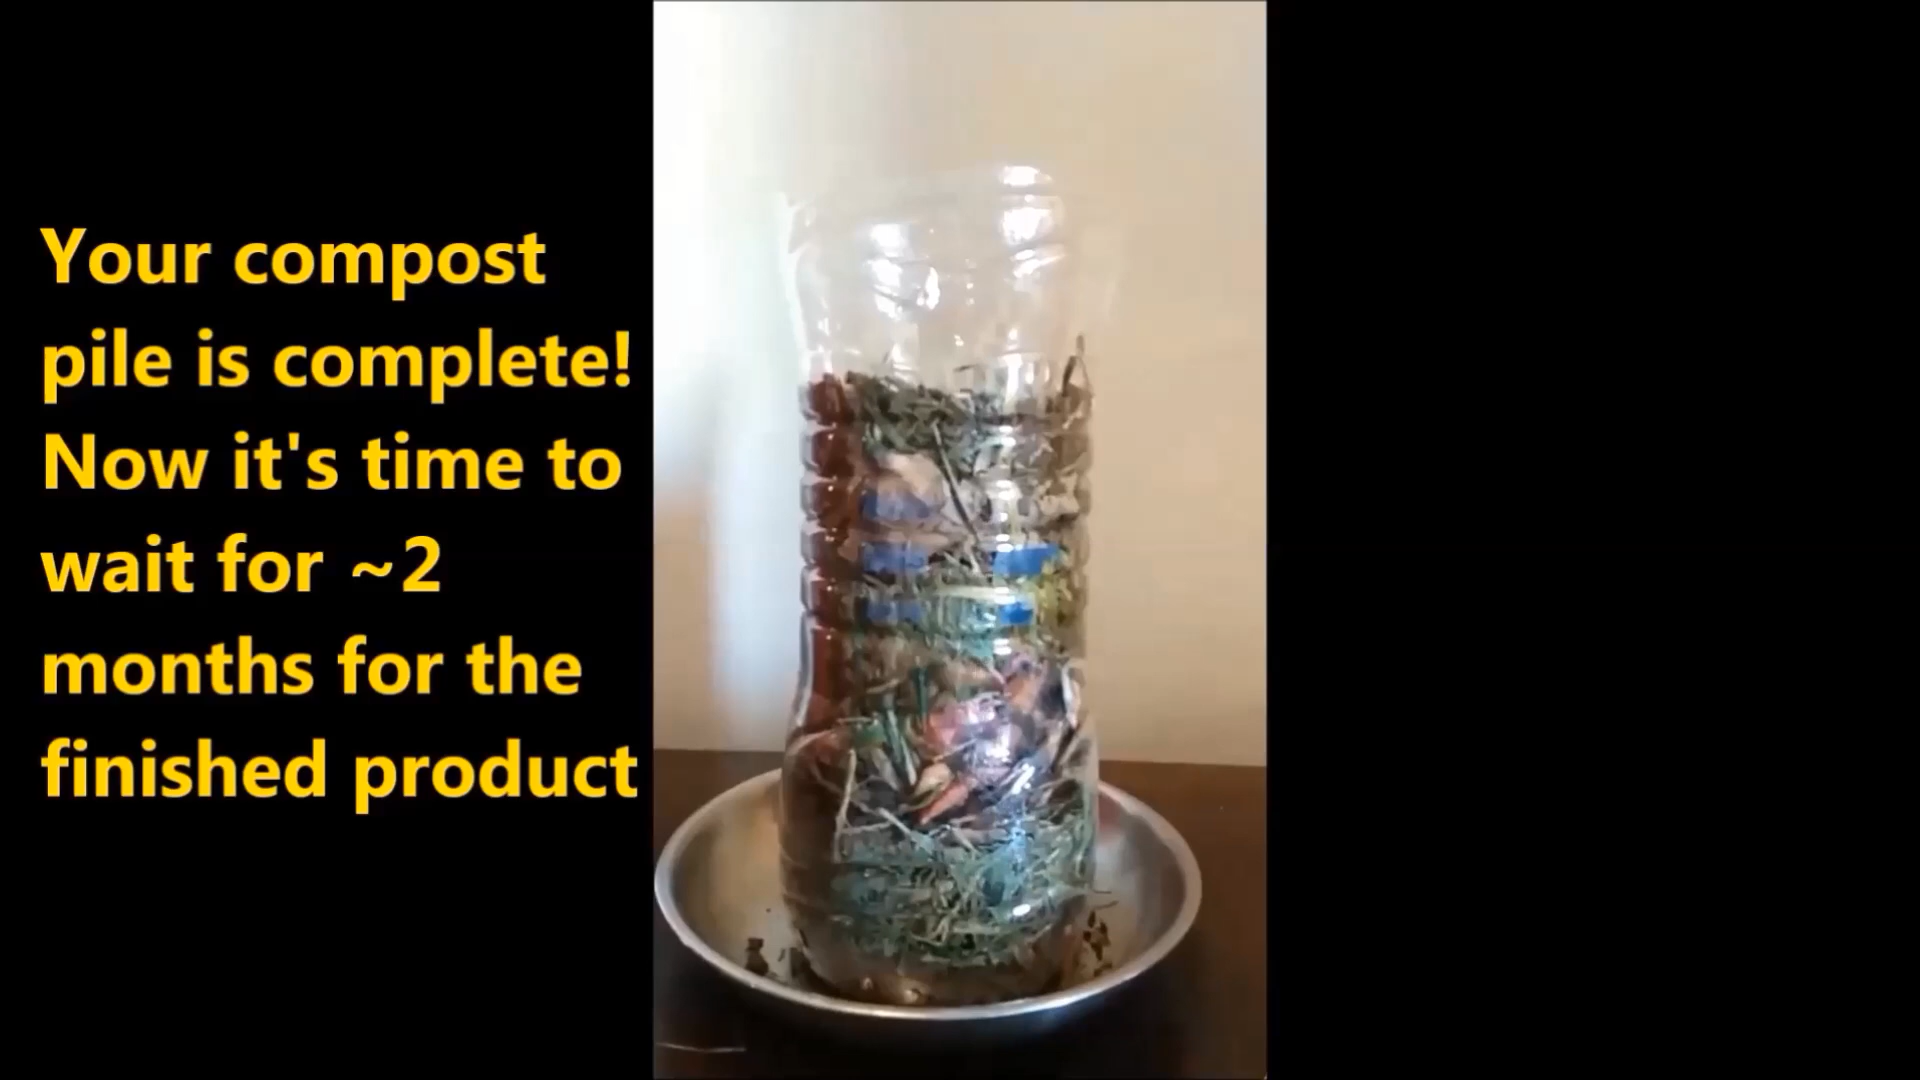 Your compost
pile is complete!
Now it's time to
wait for ~2
months for the
finished product